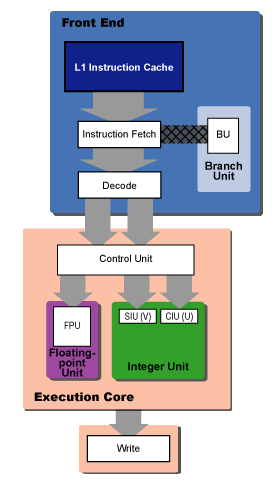 Front End
L1 Instruction Cache
Instruction Fetch
BU
Branch
Unit
Decode
Control Unit
FPU
Floating-
point
Unit
SIU (V)
CIU (U)
Integer Unit
Execution Core
Write